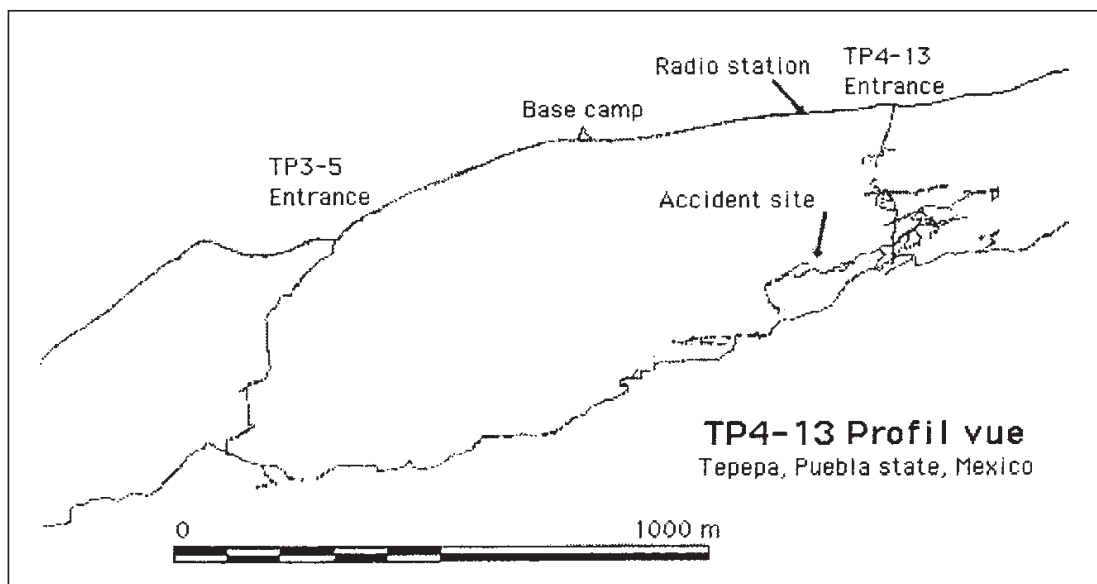 TP4-13
Entrance
Radio station
Base camp
TP3-5
Entrance
Accident site
TP4-13 Profil vue
Tepepa, Puebla state, Mexico
0 1000 m